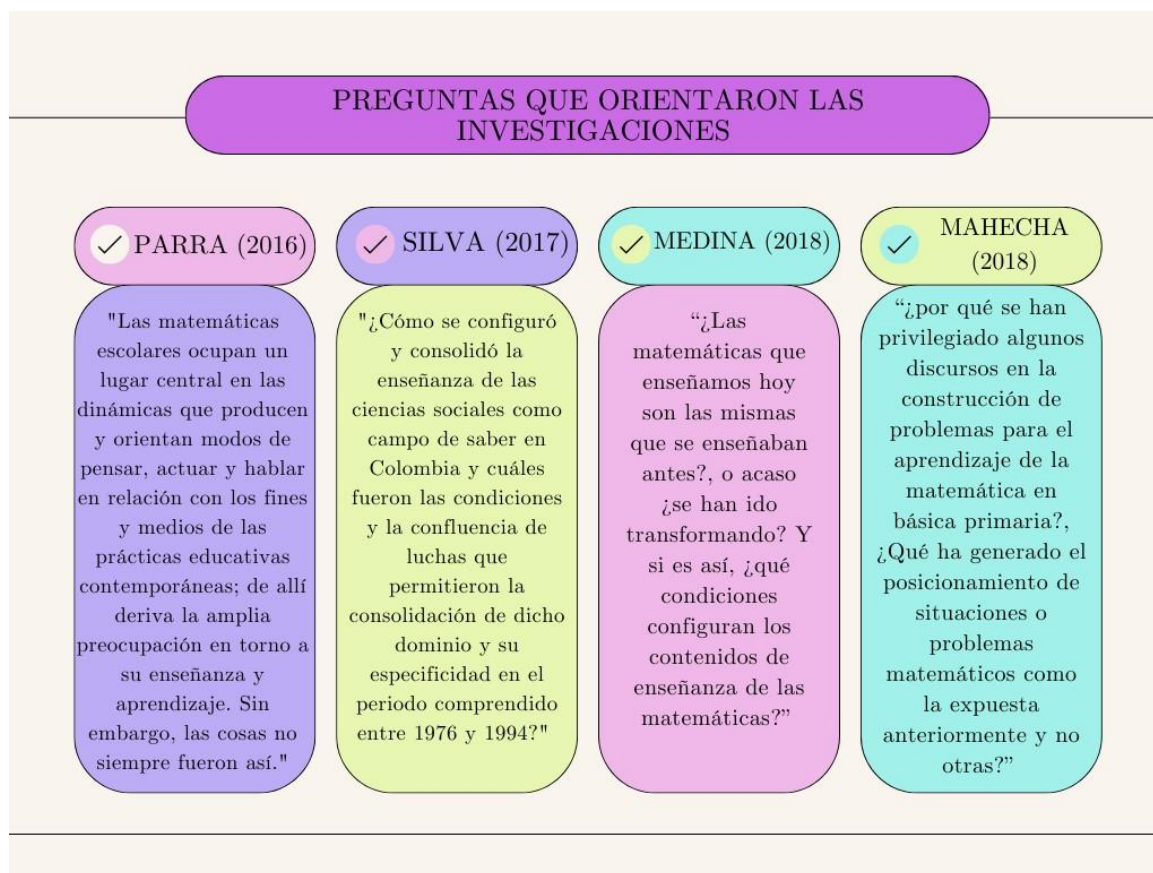 PREGUNTAS QUE ORIENTARON LAS
INVESTIGACIONES
PARRA (2016)
"Las matemáticas
escolares ocupan un
lugar central en las
dinámicas que producen
y orientan modos de
pensar, actuar y hablar
en relación con los fines
y medios de las
prácticas educativas
contemporáneas; de allí
deriva la amplia
preocupación en torno a
su enseñanza y
aprendizaje. Sin
embargo, las cosas no
siempre fueron así."
SILVA (2017)
"¿Cómo se configuró
y consolidó la
enseñanza de las
ciencias sociales como
campo de saber en
Colombia y cuáles
fueron las condiciones
y la confluencia de
luchas que
permitieron la
consolidación de dicho
dominio y su
especificidad en el
periodo comprendido
entre 1976 y 1994?"
MEDINA (2018)
“¿Las
matemáticas que
enseñamos hoy
son las mismas
que se enseñaban
antes?, o acaso
¿se han ido
transformando? Y
si es así, ¿qué
condiciones
configuran los
contenidos de
enseñanza de las
matemáticas?”
MAHECHA
(2018)
“¿por qué se han
privilegiado algunos
discursos en la
construcción de
problemas para el
aprendizaje de la
matemática en
básica primaria?,
¿Qué ha generado el
posicionamiento de
situaciones o
problemas
matemáticos como
la expuesta
anteriormente y no
otras?”